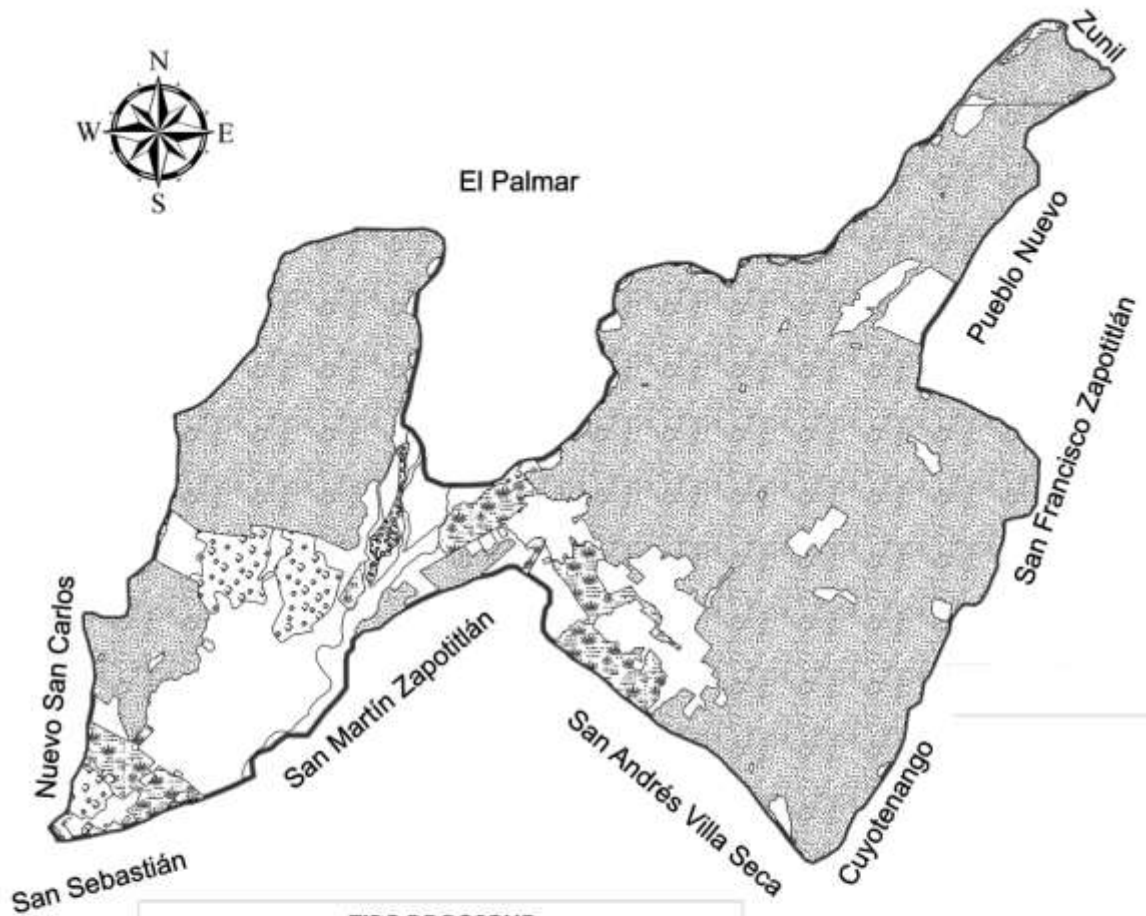 Zunil
N
W
E
S
El Palmar
Pueblo Nuevo
San Francisco Zapotitlán
Nuevo San Carlos
San Martín Zapotitlán
San Andrés Villa Seca
Cuyotenango
San Sebastián